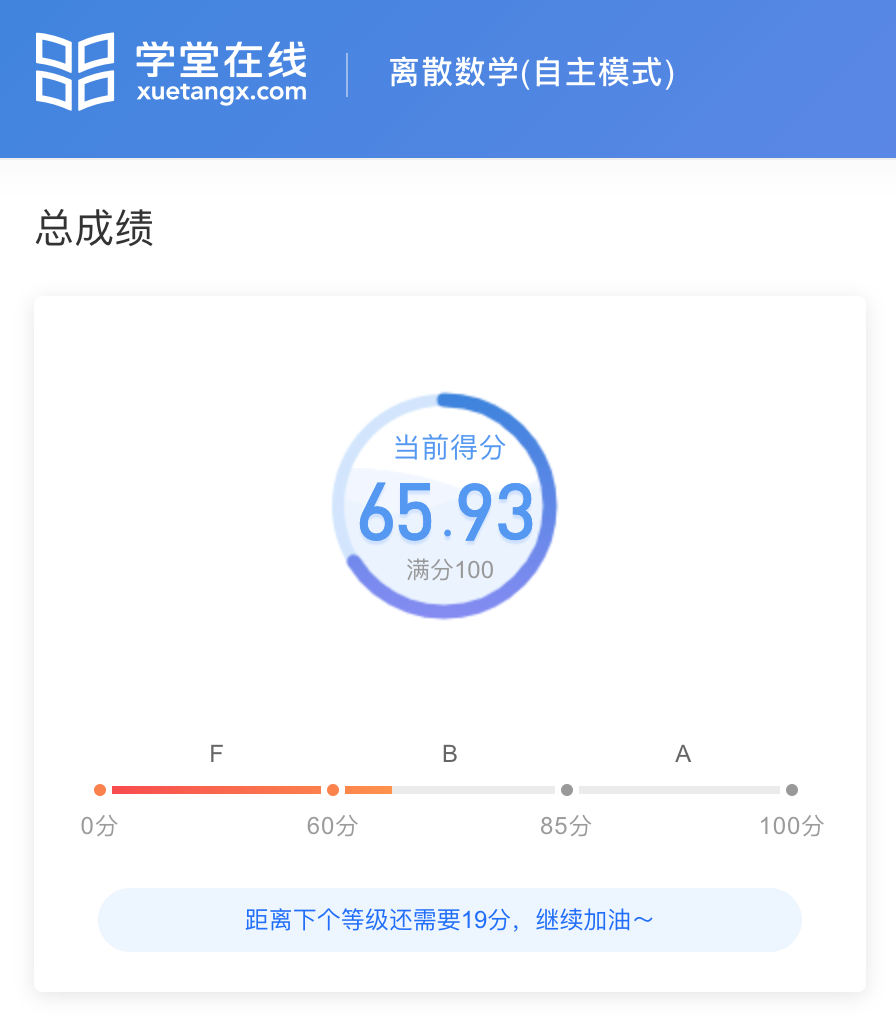 学堂在线
xuetangx.com
离散数学(自主模式)
总成绩
当前得分
65.93
满分100
F B A
0分 60分 85分 100分
距离下个等级还需要19分，继续加油～